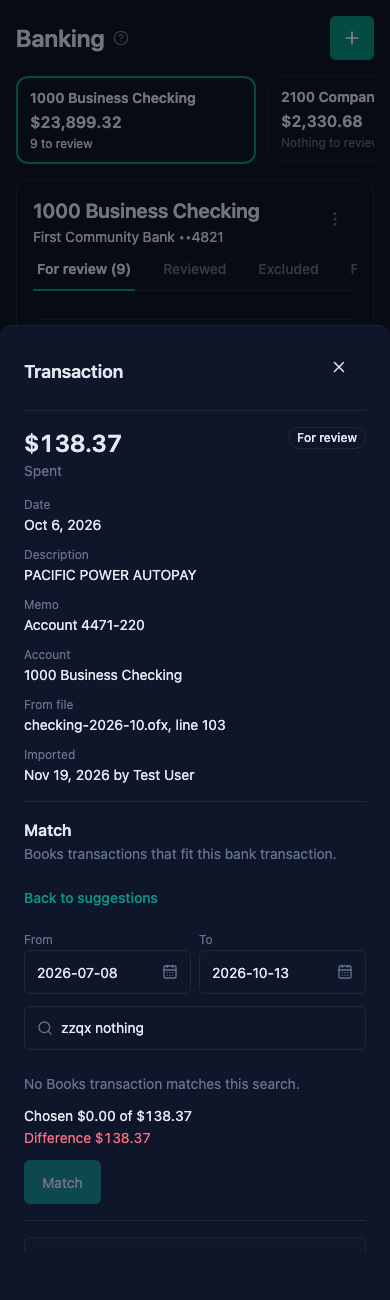 Banking
1000 Business Checking
$23,899.32
9 to review
2100 Compan
$2,330.68
Nothing to review
1000 Business Checking
First Community Bank ••4821
For review (9)
Reviewed
Excluded
F
Transaction
$138.37
For review
Spent
Date
Oct 6, 2026
Description
PACIFIC POWER AUTOPAY
Memo
Account 4471-220
Account
1000 Business Checking
From file
checking-2026-10.ofx, line 103
Imported
Nov 19, 2026 by Test User
Match
Books transactions that fit this bank transaction.
Back to suggestions
From
To
2026-07-08
2026-10-13
zzqx nothing
No Books transaction matches this search.
Chosen $0.00 of $138.37
Difference $138.37
Match